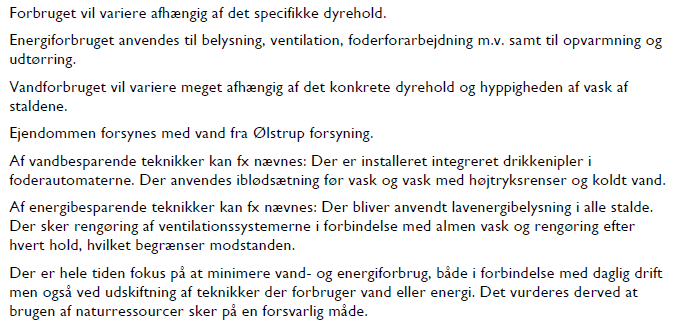 Forbruget vil variere afhængig af det specifikke dyrehold.
Energiforbruget anvendes til belysning, ventilation, foderforarbejdning m.v. samt til opvarmning og
udtørring.
Vandforbruget vil variere meget afhængig af det konkrete dyrehold og hyppigheden af vask af
staldene.
Ejendommen forsynes med vand fra Ølstrup forsyning.
Af vandbesparende teknikker kan fx nævnes: Der er installeret integreret drikkenipler i
foderautomaterne. Der anvendes iblødsætning før vask og vask med højtryksrenser og koldt vand.
Af energibesparende teknikker kan fx nævnes: Der bliver anvendt lavenergibelysning i alle stalde.
Der sker rengøring af ventilationssystemerne i forbindelse med almen vask og rengøring efter
hvert hold, hvilket begrænser modstanden.
Der er hele tiden fokus på at minimere vand- og energiforbrug, både i forbindelse med daglig drift
men også ved udskiftning af teknikker der forbruger vand eller energi. Det vurderes derved at
brugen af naturressourcer sker på en forsvarlig måde.